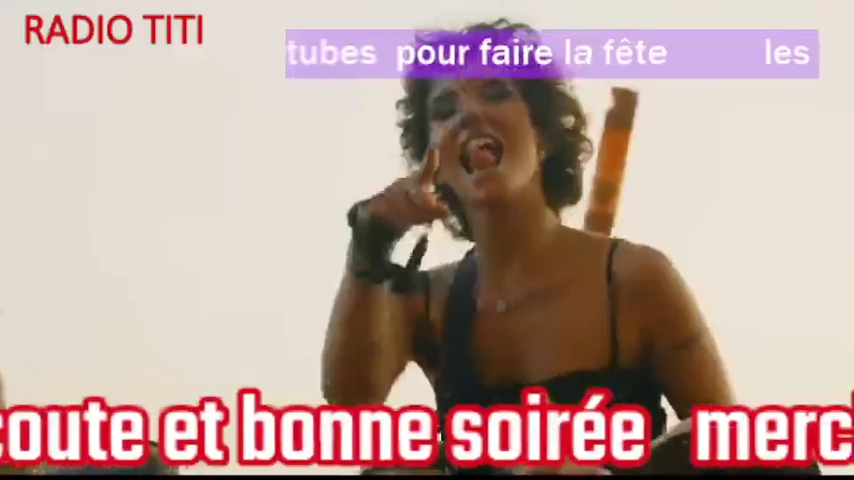 RADIO TITI
tubes pour faire la fête les
coute et bonne soirée merc